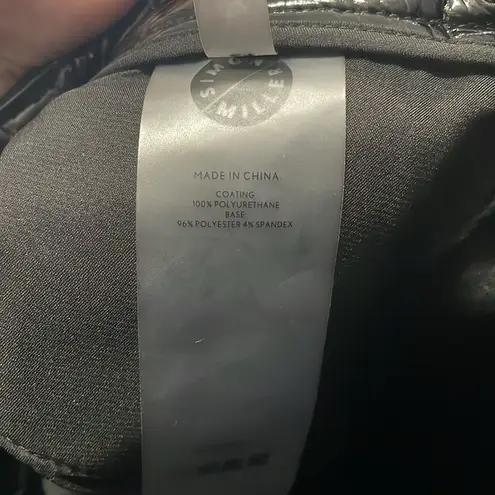 SIMON MILLER
MADE IN CHINA
COATING:
100% POLYURETHANE
BASE:
96% POLYESTER 4% SPANDEX